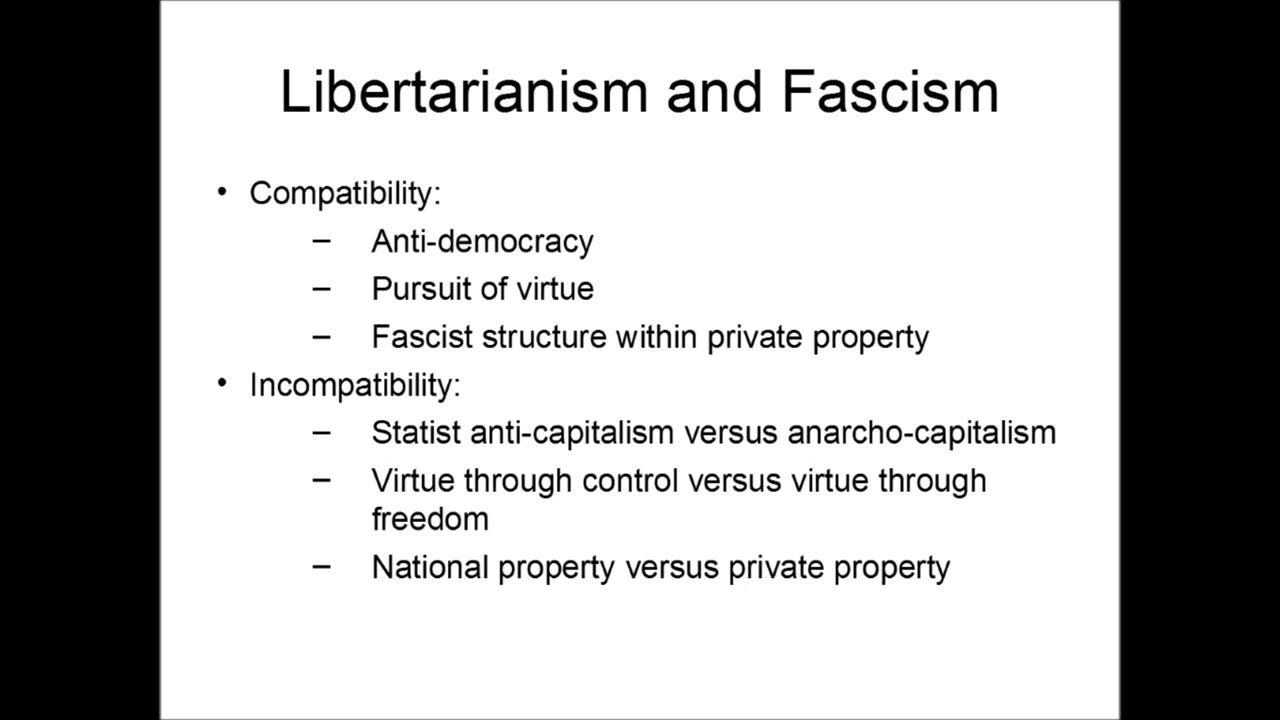 Libertarianism and Fascism
• Compatibility:
– Anti-democracy
– Pursuit of virtue
– Fascist structure within private property
• Incompatibility:
– Statist anti-capitalism versus anarcho-capitalism
– Virtue through control versus virtue through
freedom
– National property versus private property